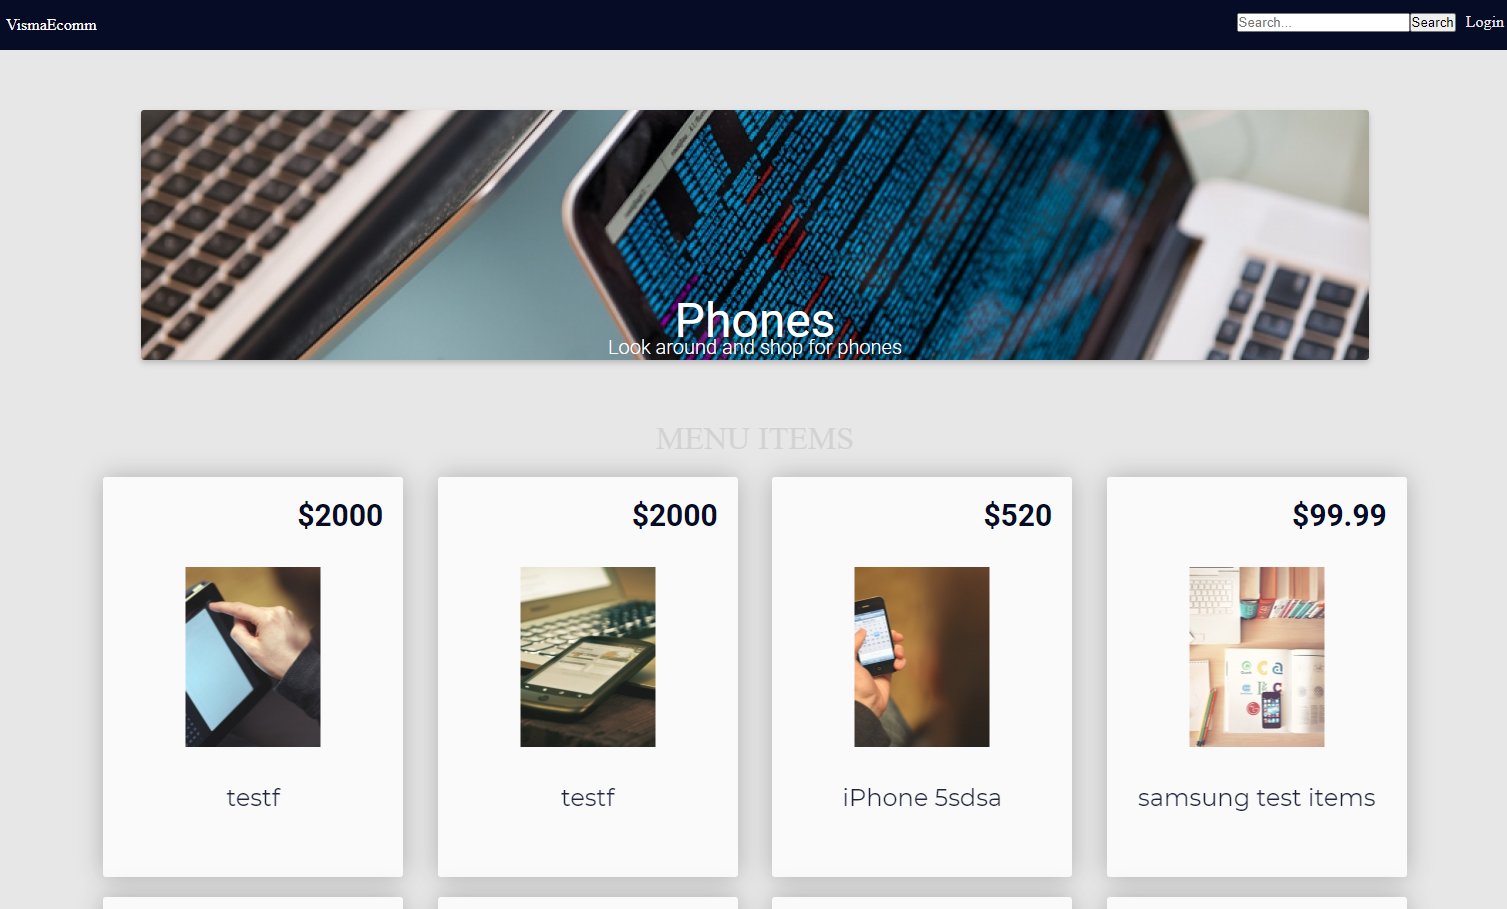 VismaEcomm
Search... Search Login
Phones
Look around and shop for phones
MENU ITEMS
$2000
testf
$2000
testf
$520
iPhone 5sdsa
$99.99
samsung test items